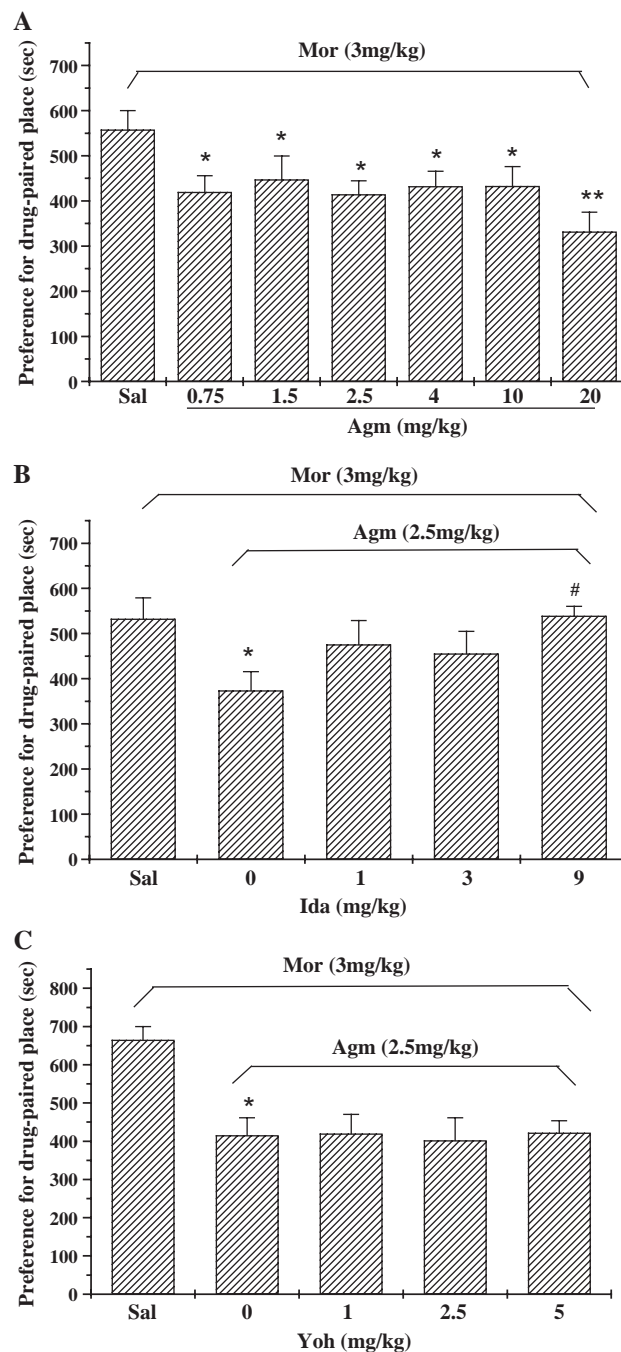 A
Mor (3mg/kg)
Preference for drug-paired place (sec)
700
600
500
400
300
200
100
0
* * * * * **
Sal 0.75 1.5 2.5 4 10 20
Agm (mg/kg)
B
Mor (3mg/kg)
Agm (2.5mg/kg)
Preference for drug-paired place (sec)
700
600
500
400
300
200
100
0
* #
Sal 0 1 3 9
Ida (mg/kg)
C
Mor (3mg/kg)
Agm (2.5mg/kg)
Preference for drug-paired place (sec)
800
700
600
500
400
300
200
100
0
*
Sal 0 1 2.5 5
Yoh (mg/kg)